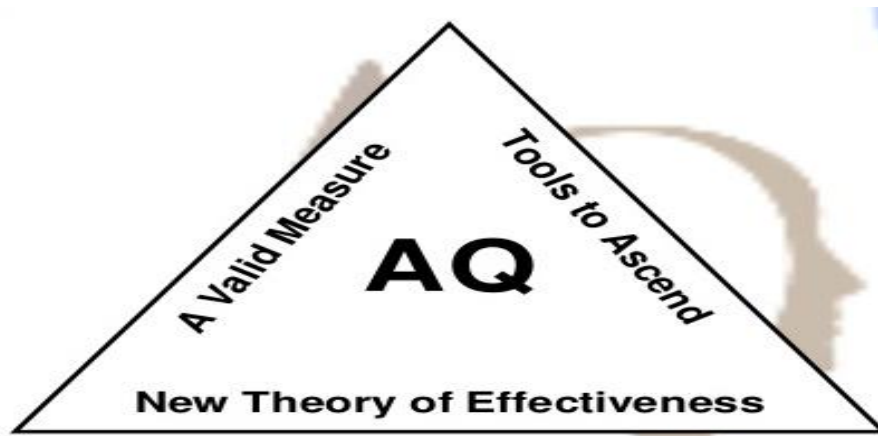 A Valid Measure
Tools to Ascend
AQ
New Theory of Effectiveness